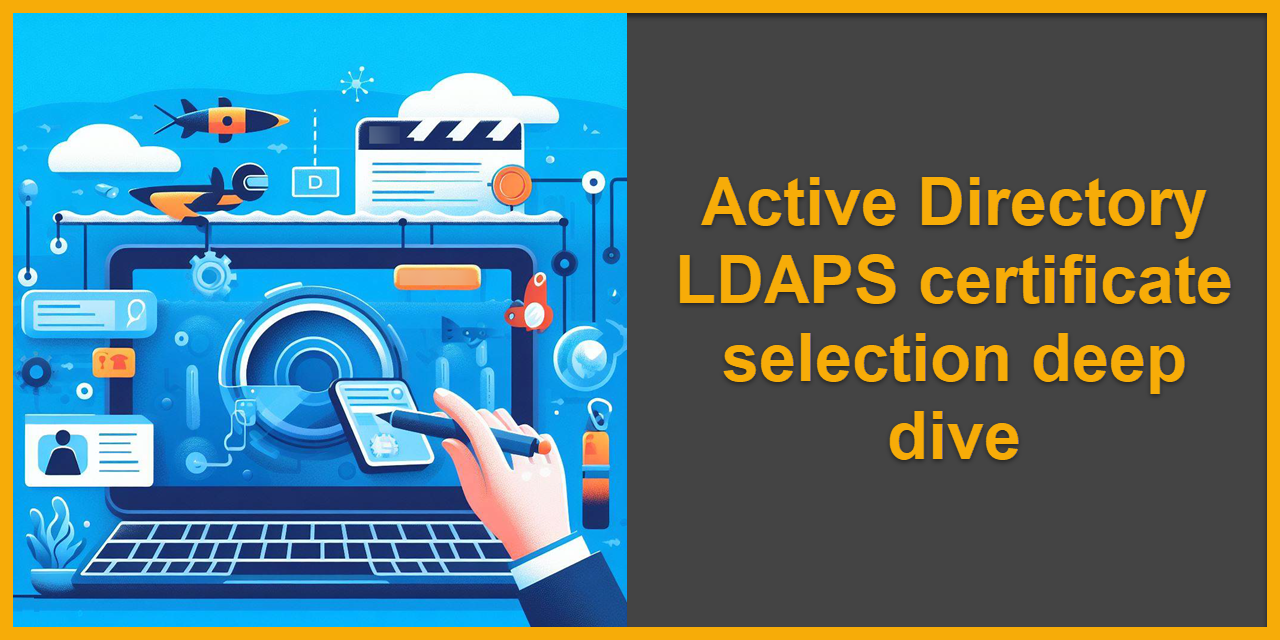 D
Active Directory
LDAPS certificate
selection deep
dive